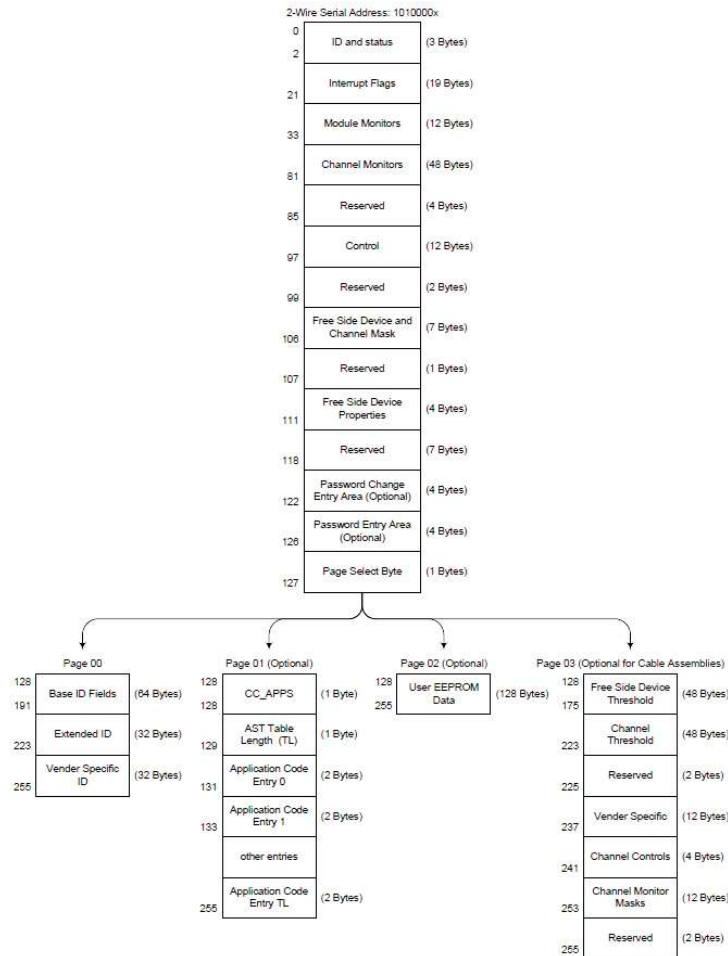 2-Wire Serial Address: 1010000x
0
ID and status (3 Bytes)
2
Interrupt Flags (19 Bytes)
21
Module Monitors (12 Bytes)
33
Channel Monitors (48 Bytes)
81
Reserved (4 Bytes)
85
Control (12 Bytes)
97
Reserved (2 Bytes)
99
Free Side Device and
Channel Mask (7 Bytes)
106
Reserved (1 Bytes)
107
Free Side Device
Properties (4 Bytes)
111
Reserved (7 Bytes)
118
Password Change
Entry Area (Optional) (4 Bytes)
122
Password Entry Area
(Optional) (4 Bytes)
126
Page Select Byte (1 Bytes)
127
Page 00
128
Base ID Fields (64 Bytes)
191
Extended ID (32 Bytes)
223
Vender Specific
ID (32 Bytes)
255
Page 01 (Optional)
128
CC_APPS (1 Byte)
128
AST Table
Length (TL) (1 Byte)
129
Application Code
Entry 0 (2 Bytes)
131
Application Code
Entry 1 (2 Bytes)
133
other entries
Application Code
Entry TL (2 Bytes)
255
Page 02 (Optional)
128
User EEPROM
Data (128 Bytes)
255
Page 03 (Optional for Cable Assemblies)
128
Free Side Device
Threshold (48 Bytes)
175
Channel
Threshold (48 Bytes)
223
Reserved (2 Bytes)
225
Vender Specific (12 Bytes)
237
Channel Controls (4 Bytes)
241
Channel Monitor
Masks (12 Bytes)
253
Reserved (2 Bytes)
255